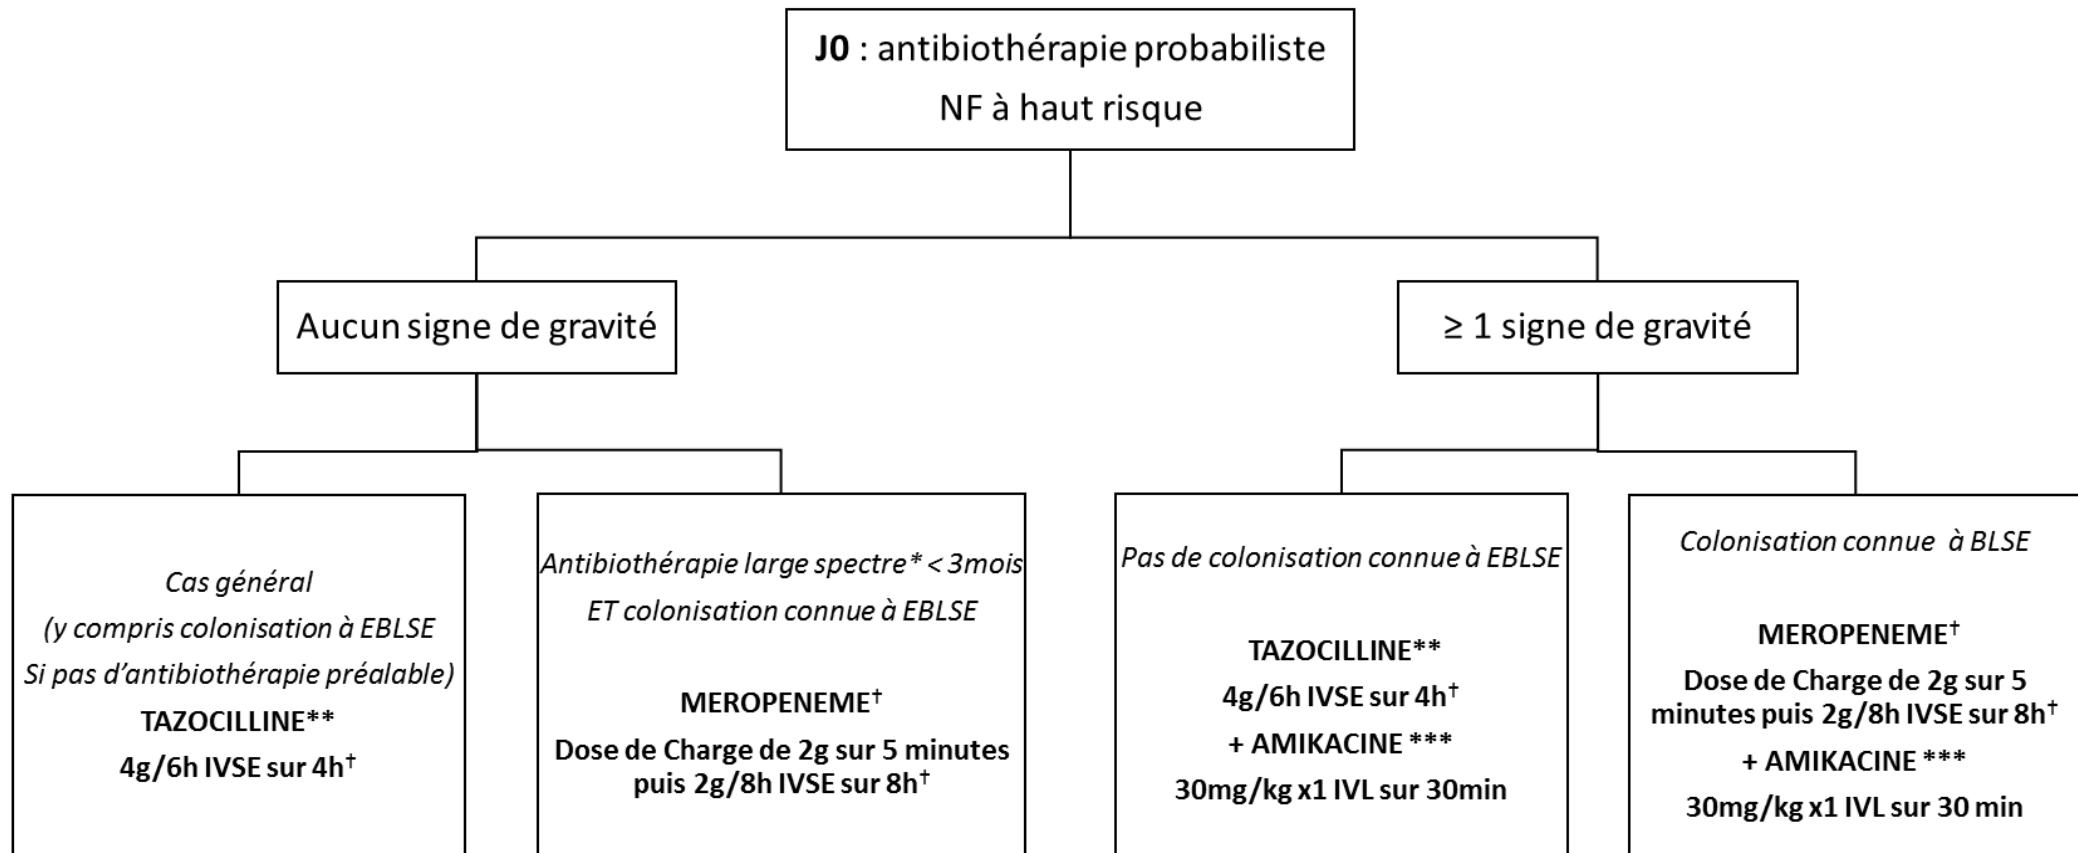 J0 : antibiothérapie probabiliste
NF à haut risque
Aucun signe de gravité
≥ 1 signe de gravité
Cas général
(y compris colonisation à EBLSE
Si pas d’antibiothérapie préalable)
TAZOCILLINE**
4g/6h IVSE sur 4h†
Antibiothérapie large spectre* < 3mois
ET colonisation connue à EBLSE
MEROPENEME†
Dose de Charge de 2g sur 5 minutes
puis 2g/8h IVSE sur 8h†
Pas de colonisation connue à EBLSE
TAZOCILLINE**
4g/6h IVSE sur 4h†
+ AMIKACINE ***
30mg/kg x1 IVL sur 30min
Colonisation connue à BLSE
MEROPENEME†
Dose de Charge de 2g sur 5
minutes puis 2g/8h IVSE sur 8h†
+ AMIKACINE ***
30mg/kg x1 IVL sur 30 min